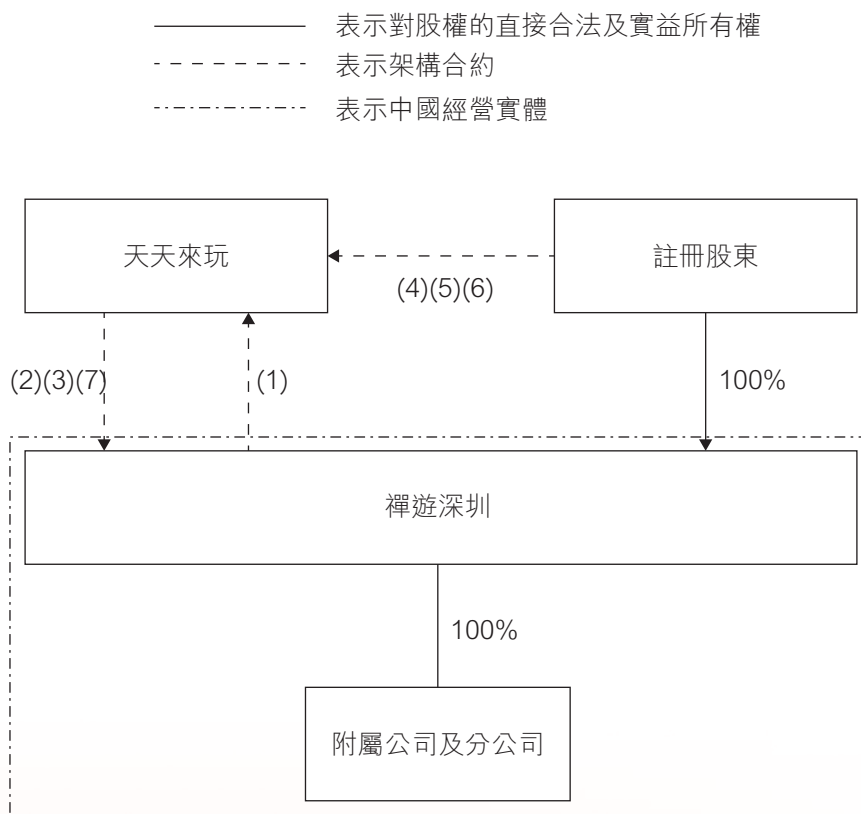 表示對股權的直接合法及實益所有權
表示架構合約
表示中國經營實體
天天來玩
註冊股東
(4)(5)(6)
(2)(3)(7)
(1)
100%
禪遊深圳
100%
附屬公司及分公司